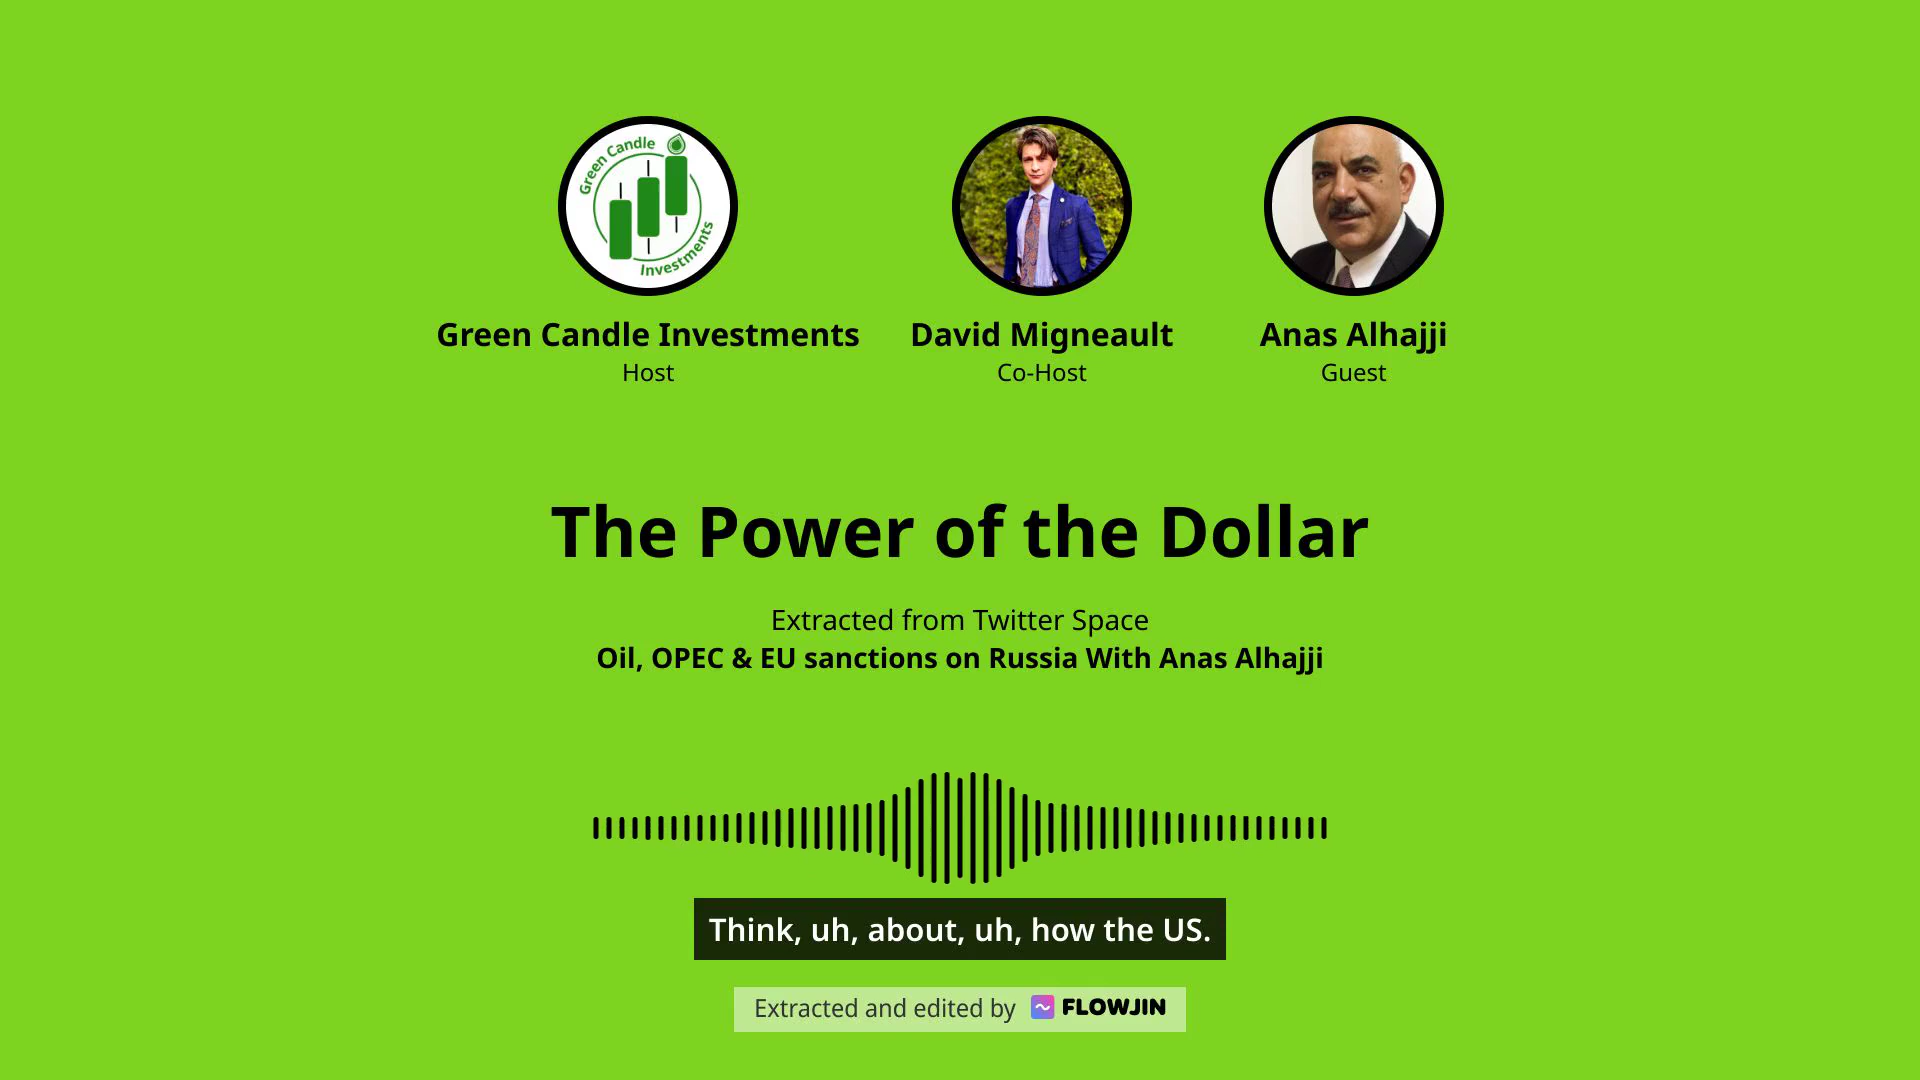 Green Candle
Investments
Green Candle Investments
Host
David Migneault
Co-Host
Anas Alhajji
Guest
The Power of the Dollar
Extracted from Twitter Space
Oil, OPEC & EU sanctions on Russia With Anas Alhajji
Think, uh, about, uh, how the US.
Extracted and edited by FLOWJIN